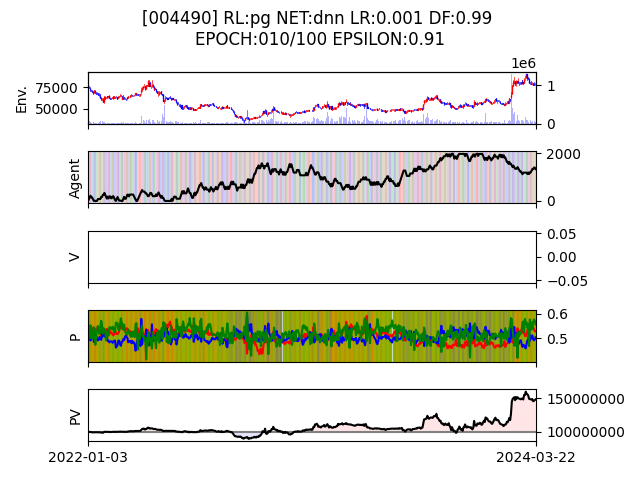 [004490] RL:pg NET:dnn LR:0.001 DF:0.99
EPOCH:010/100 EPSILON:0.91
1e6
Env.
75000
50000
1
0
Agent
2000
0
V
0.05
0.00
−0.05
P
0.6
0.5
PV
150000000
100000000
2022-01-03
2024-03-22